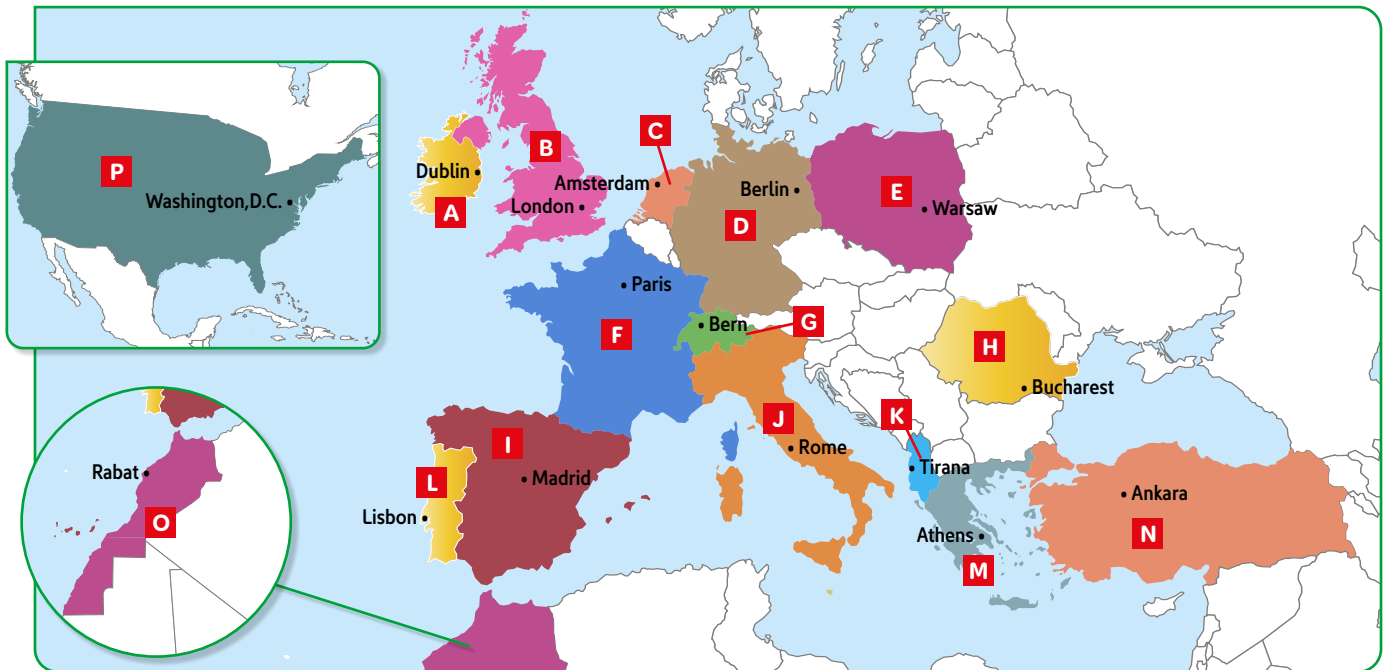 P
Washington,D.C.
A
Dublin
B
London
C
Amsterdam
D
Berlin
E
Warsaw
F
Paris
G
Bern
H
Bucharest
I
Madrid
J
Rome
K
Tirana
L
Lisbon
M
Athens
N
Ankara
O
Rabat